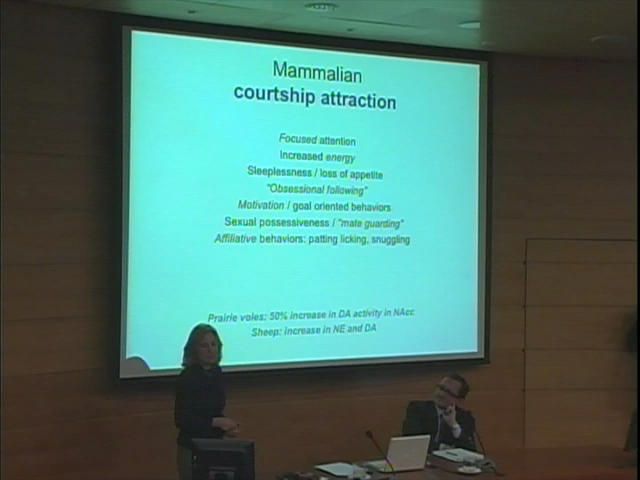 Mammalian
courtship attraction
Focused attention
Increased energy
Sleeplessness / loss of appetite
"Obsessional following"
Motivation / goal oriented behaviors
Sexual possessiveness / "mate guarding"
Affiliative behaviors: patting licking, snuggling
Prairie voles: 50% increase in DA activity in NAcc
Sheep: increase in NE and DA